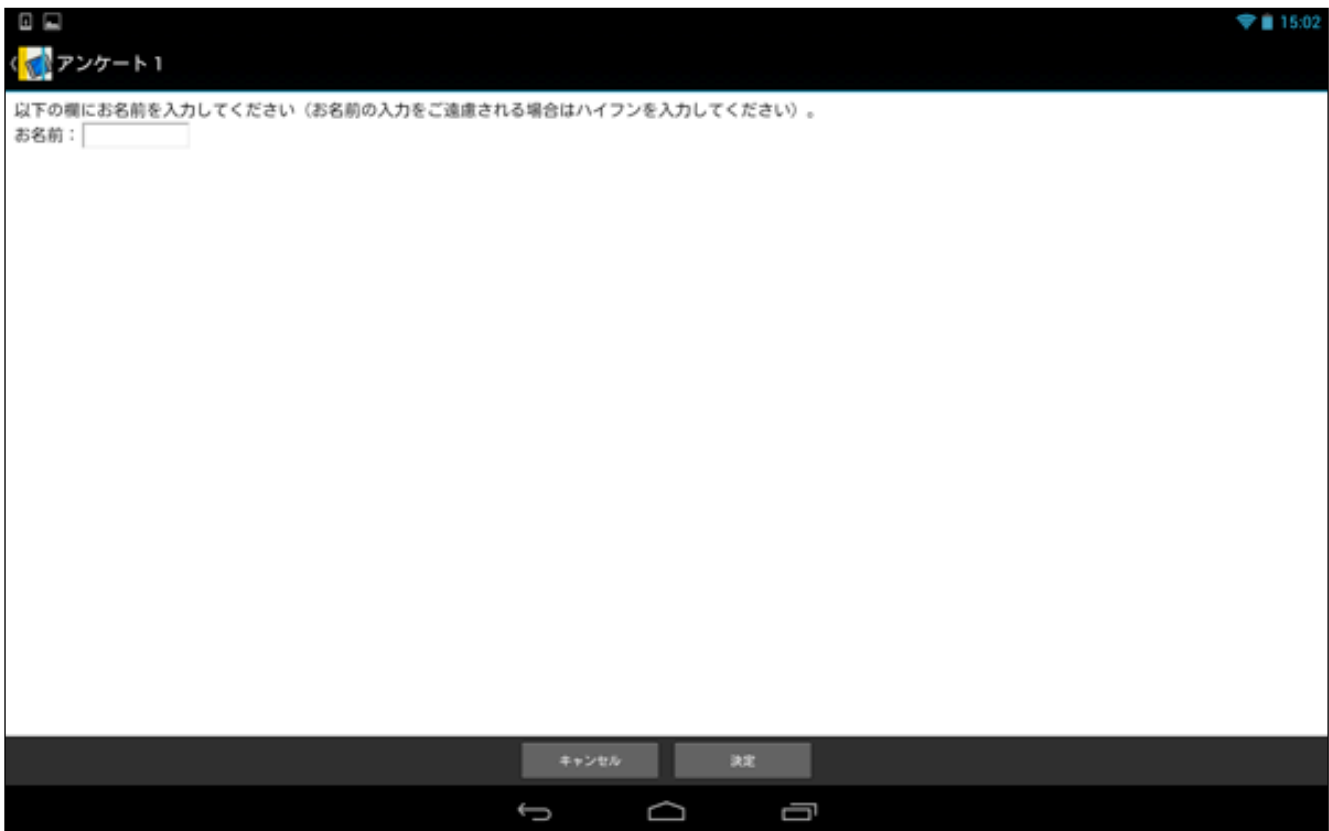 15:02
アンケート 1
以下の欄にお名前を入力してください（お名前の入力をご遠慮される場合はハイフンを入力してください）。
お名前：
キャンセル
決定